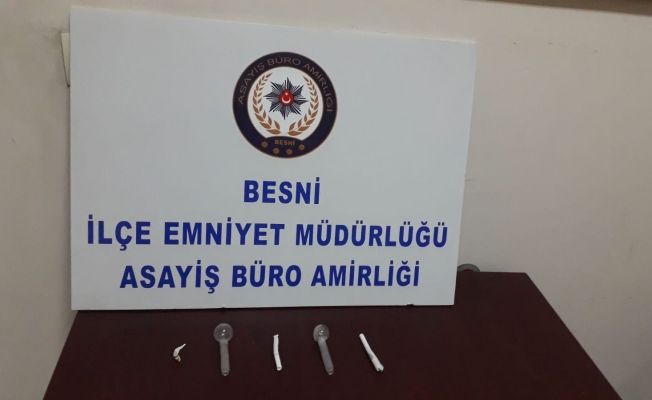 ASAYİŞ BÜRO AMİRLİĞİ
BESNİ
BESNİ
İLÇE EMNİYET MÜDÜRLÜĞÜ
ASAYİŞ BÜRO AMİRLİĞİ